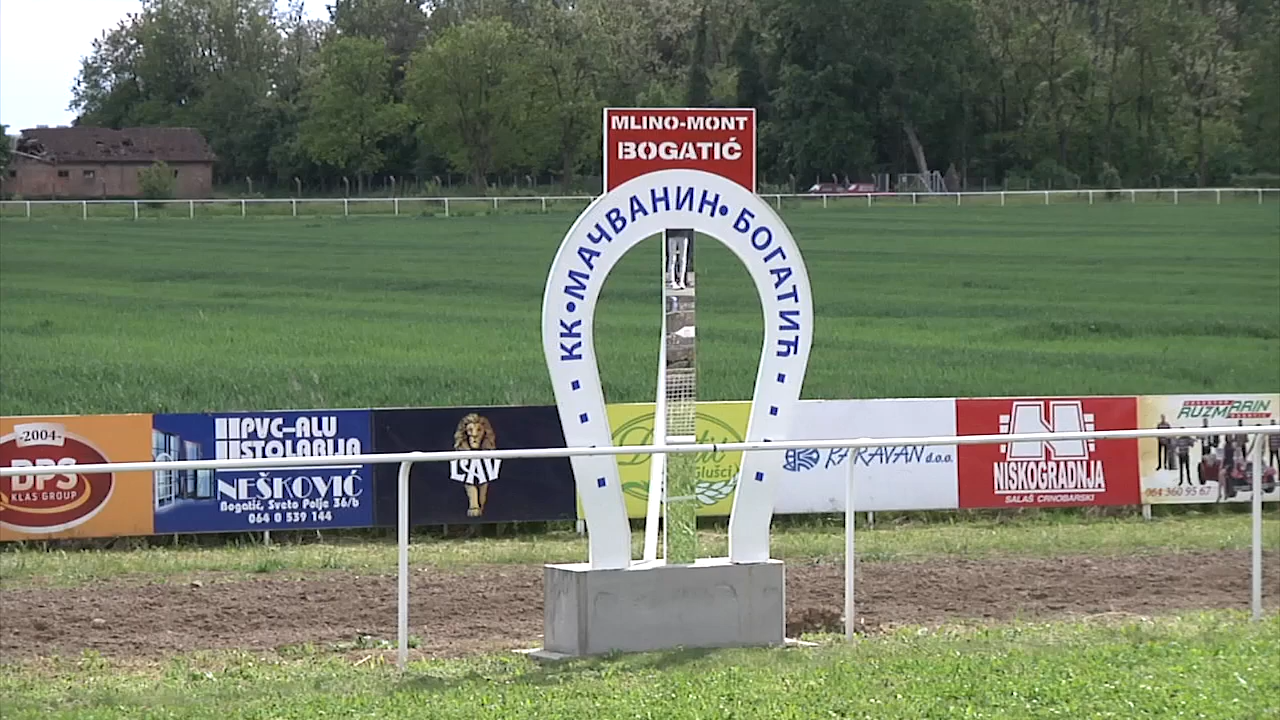 MLINO-MONT
BOGATIĆ
КК•МАЧВАНИН•БОГАТИЋ
-2004-
DPS
KLAS GROUP
PVC-ALU
STOLARIJA
NEŠKOVIĆ
Bogatić, Sveto Polje 36/b
064 0 539 144
LAV
Glušci
KARAVAN d.o.o.
N
NISKOGRADNJA
SALAŠ CRNOBARSKI
RUZMARIN
064 360 95 67